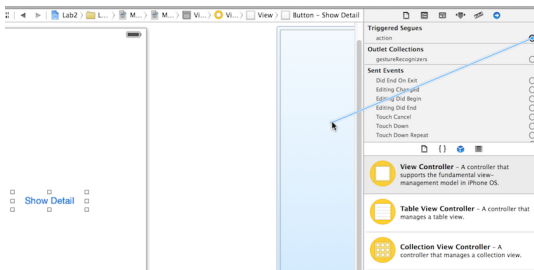 Lab2 L... M... M... Vi... Vi... View Button - Show Detail
Triggered Segues
action
Outlet Collections
gestureRecognizers
Sent Events
Did End On Exit
Editing Changed
Editing Did Begin
Editing Did End
Touch Cancel
Touch Down
Touch Down Repeat
{ }
View Controller - A controller that
supports the fundamental view-
management model in iPhone OS.
Show Detail
Table View Controller - A controller that
manages a table view.
Collection View Controller - A
controller that manages a collection view.